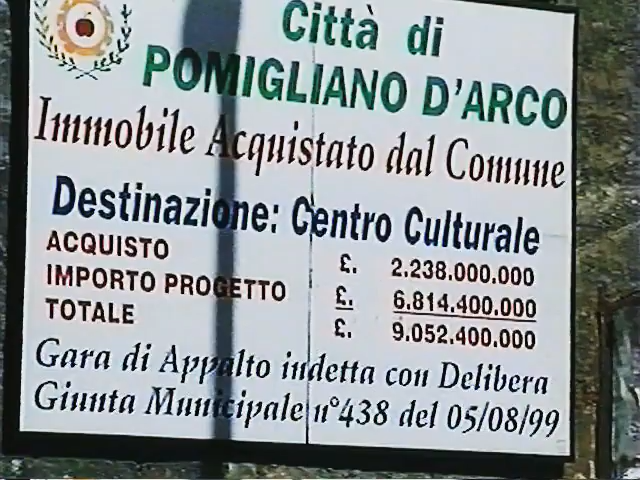 Città di
POMIGLIANO D'ARCO
Immobile Acquistato dal Comune
Destinazione: Centro Culturale
ACQUISTO £. 2.238.000.000
IMPORTO PROGETTO £. 6.814.400.000
TOTALE £. 9.052.400.000
Gara di Appalto indetta con Delibera
Giunta Municipale n°438 del 05/08/99